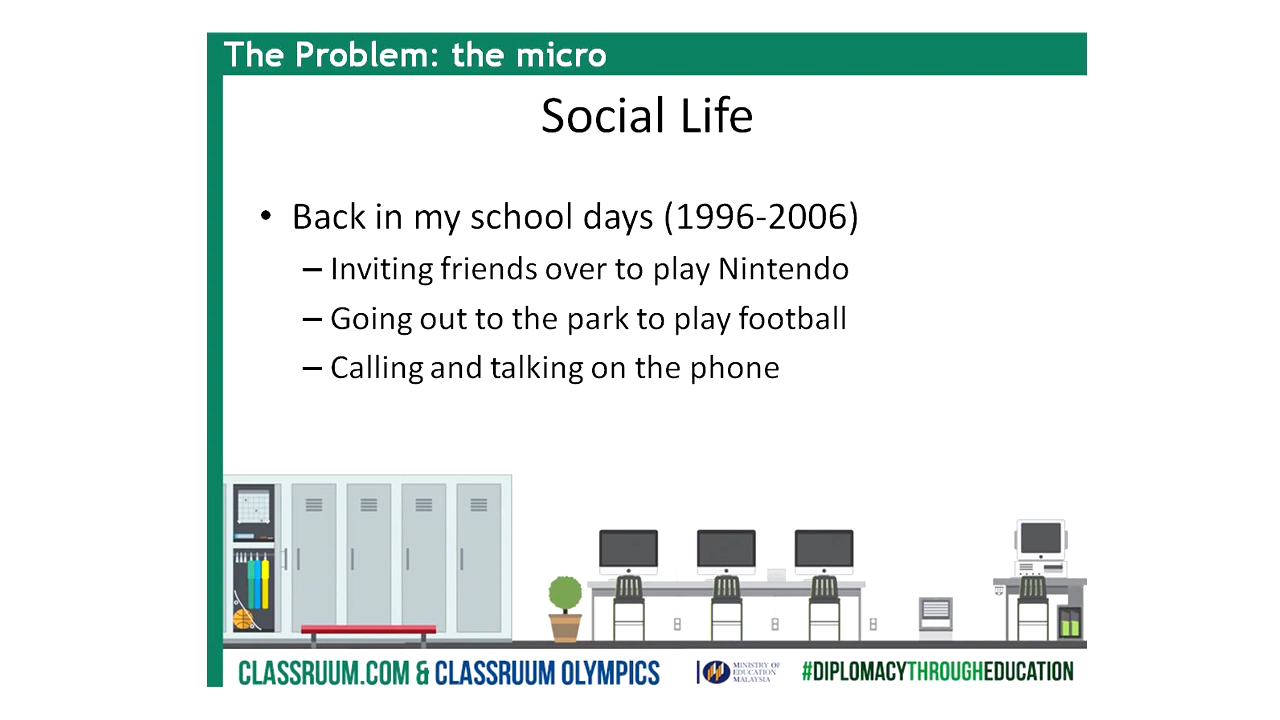 The Problem: the micro
Social Life
• Back in my school days (1996-2006)
– Inviting friends over to play Nintendo
– Going out to the park to play football
– Calling and talking on the phone
CLASSRUUM.COM & CLASSRUUM OLYMPICS
MINISTRY OF
EDUCATION
MALAYSIA
#DIPLOMACYTHROUGHEDUCATION